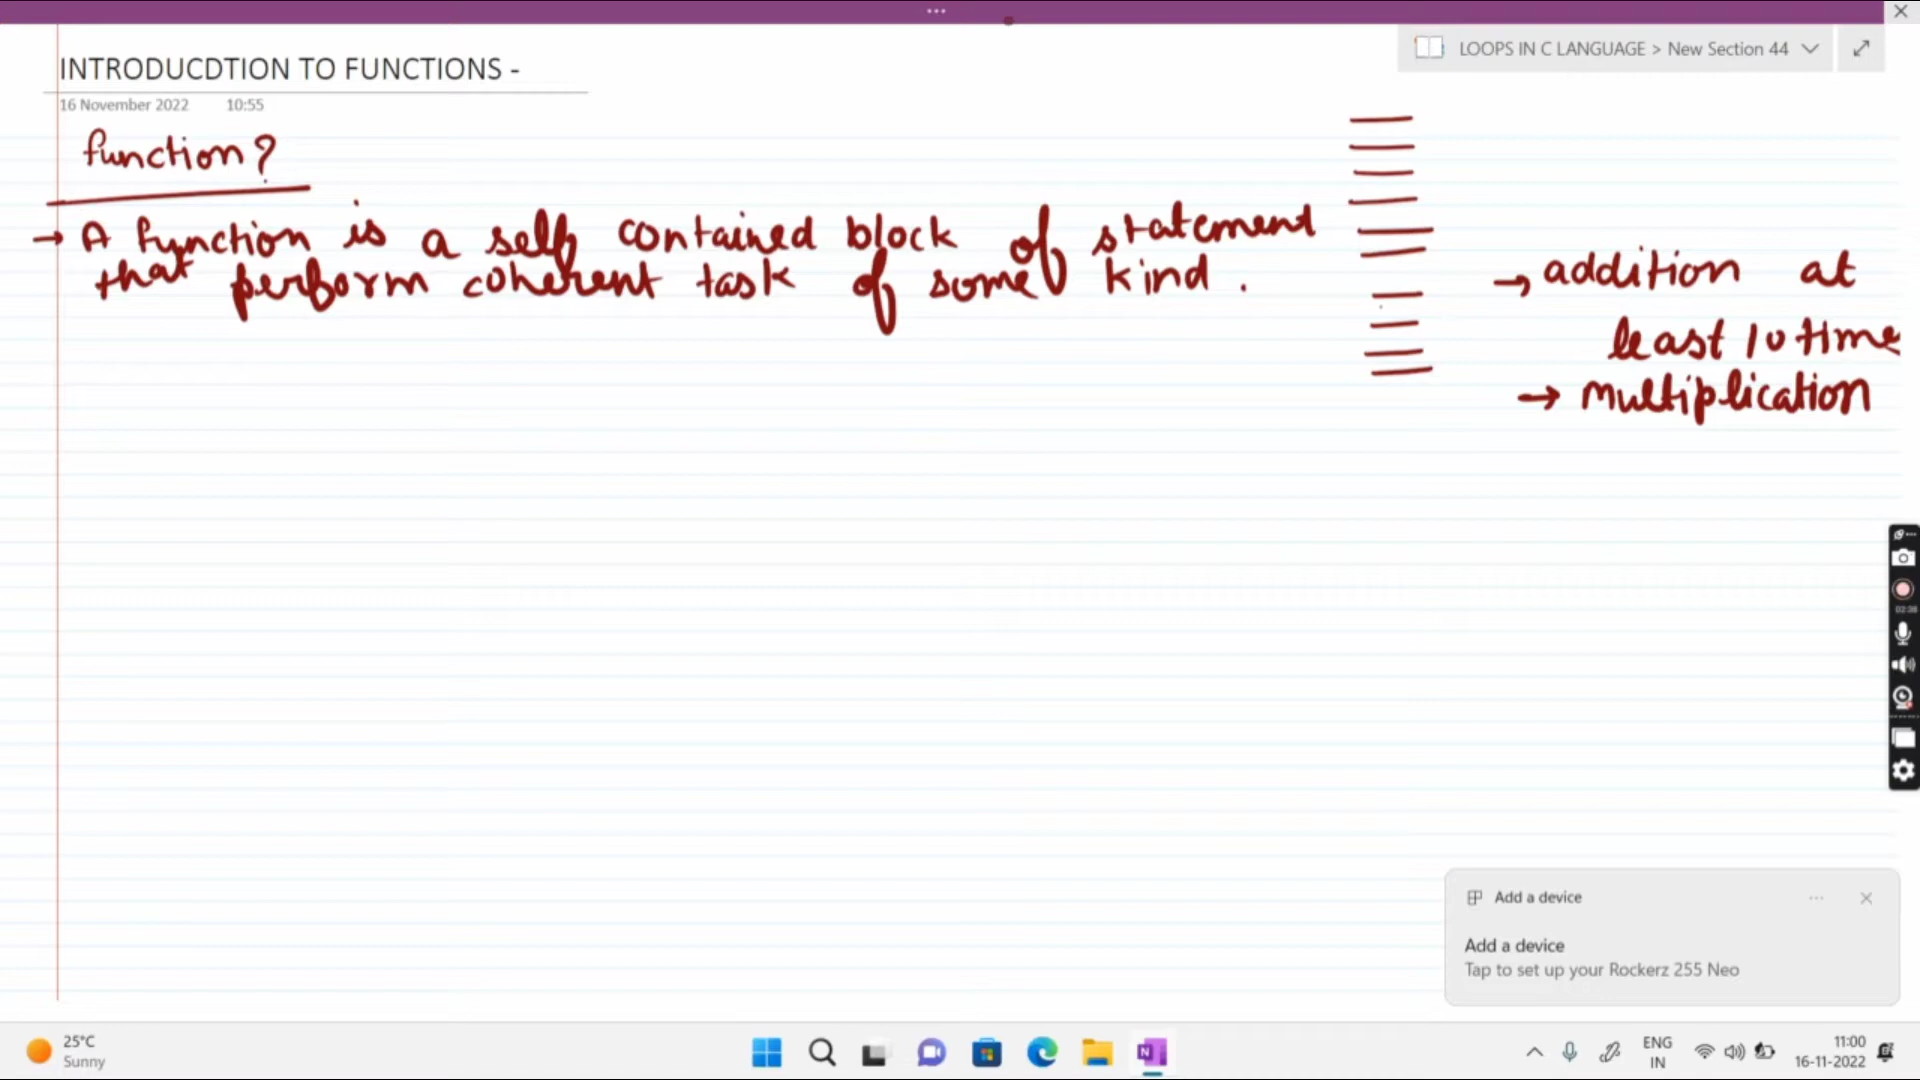 LOOPS IN C LANGUAGE > New Section 44
INTRODUCDTION TO FUNCTIONS -
16 November 2022 10:55
function?
→ A function is a self contained block of statement
that perform coherent task of some kind.
→ addition at
least 10 time
→ multiplication
02:38
Add a device
Add a device
Tap to set up your Rockerz 255 Neo
25°C
Sunny
ENG
IN
11:00
16-11-2022